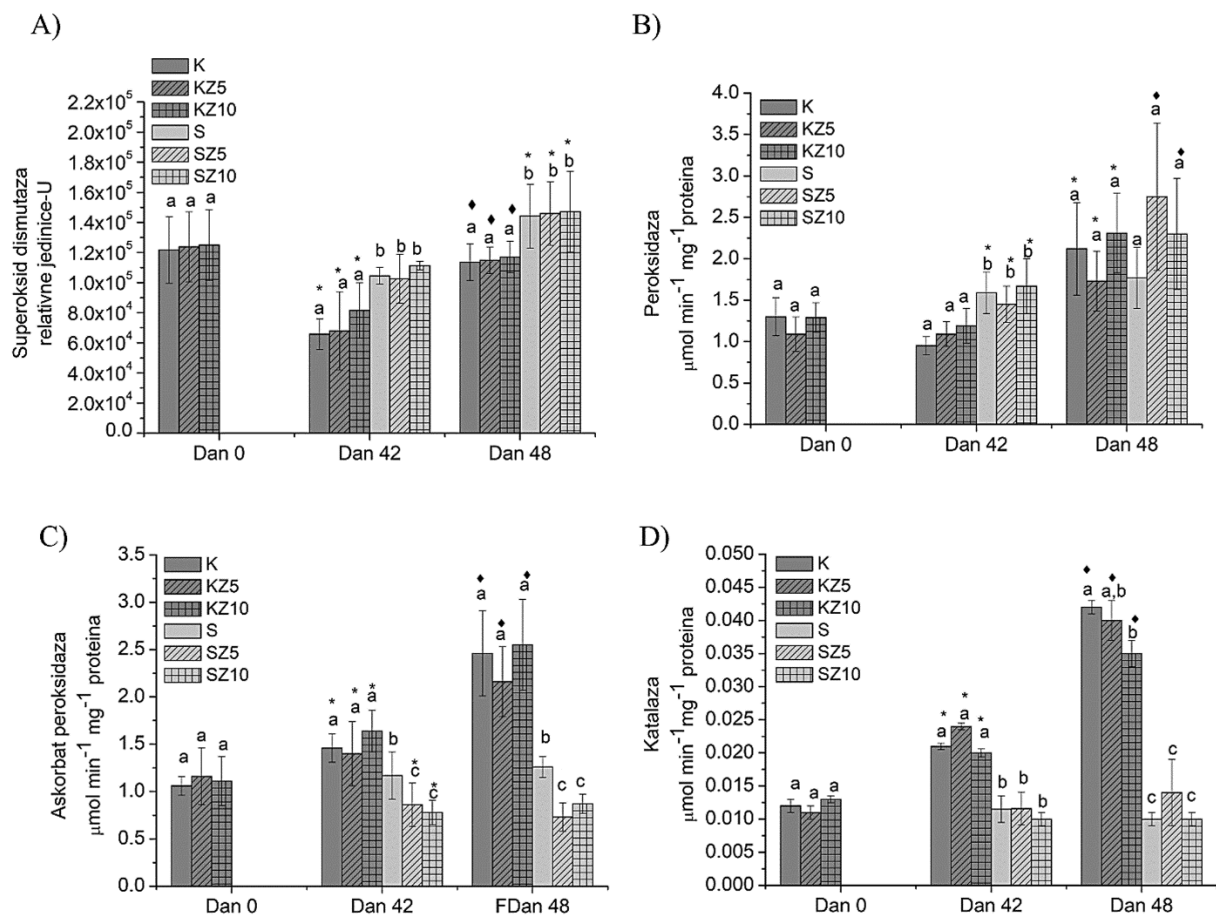 A)
K
KZ5
KZ10
S
SZ5
SZ10
Superoksid dismutaza
relativne jedinice-U
2.2x10⁵
2.0x10⁵
1.8x10⁵
1.6x10⁵
1.4x10⁵
1.2x10⁵
1.0x10⁵
8.0x10⁴
6.0x10⁴
4.0x10⁴
2.0x10⁴
0.0
a a a
* * *
a a a b b b
♦ ♦ ♦ * * *
a a a b b b
Dan 0 Dan 42 Dan 48
B)
K
KZ5
KZ10
S
SZ5
SZ10
Peroksidaza
µmol min⁻¹ mg⁻¹proteina
4.0
3.5
3.0
2.5
2.0
1.5
1.0
0.5
0.0
a a a
* * *
a a a b b b
* * * ♦ ♦
a a a a a a
Dan 0 Dan 42 Dan 48
C)
K
KZ5
KZ10
S
SZ5
SZ10
Askorbat peroksidaza
µmol min⁻¹ mg⁻¹ proteina
3.5
3.0
2.5
2.0
1.5
1.0
0.5
0.0
a a a
* * * * *
a a a b c c
♦ ♦ ♦
a a a b c c
Dan 0 Dan 42 FDan 48
D)
K
KZ5
KZ10
S
SZ5
SZ10
Katalaza
µmol min⁻¹mg⁻¹ proteina
0.050
0.045
0.040
0.035
0.030
0.025
0.020
0.015
0.010
0.005
0.000
a a a
* * *
a a a b b b
♦ ♦ ♦
a a,b b c c c
Dan 0 Dan 42 Dan 48